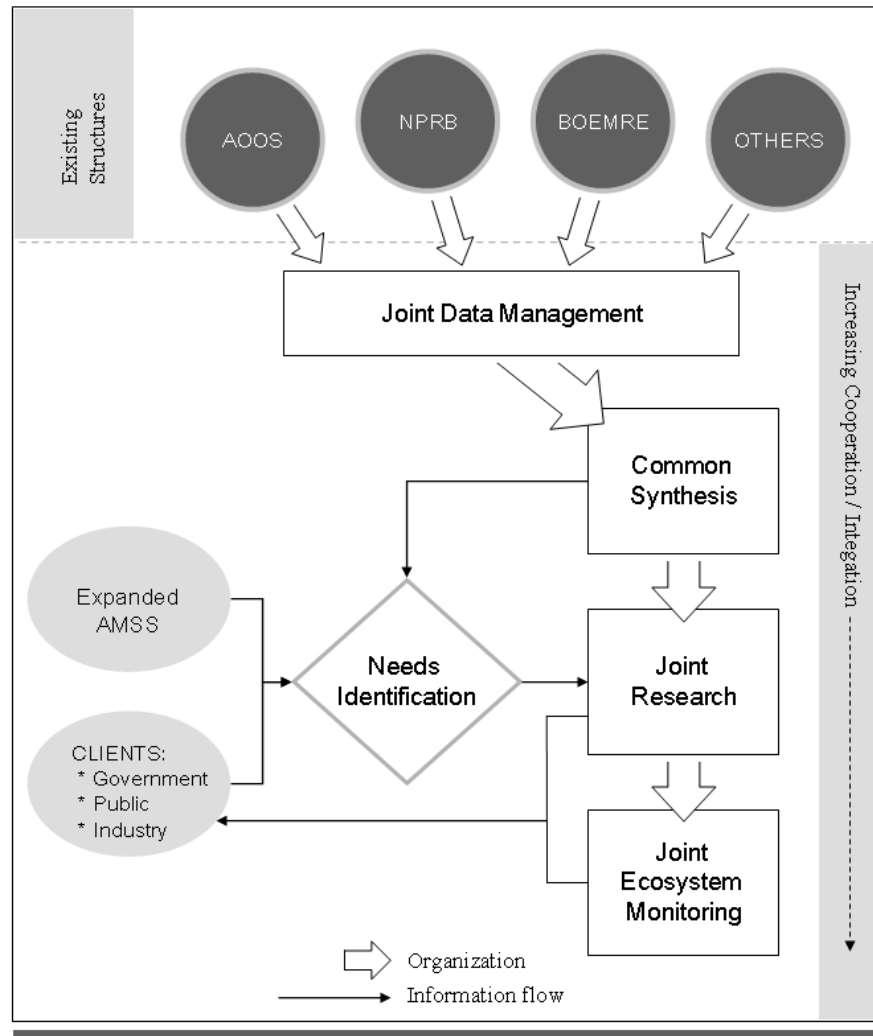 Existing
Structures
AOOS
NPRB
BOEMRE
OTHERS
Joint Data Management
Increasing Cooperation / Integation
Common
Synthesis
Expanded
AMSS
Needs
Identification
Joint
Research
CLIENTS:
* Government
* Public
* Industry
Joint
Ecosystem
Monitoring
Organization
Information flow